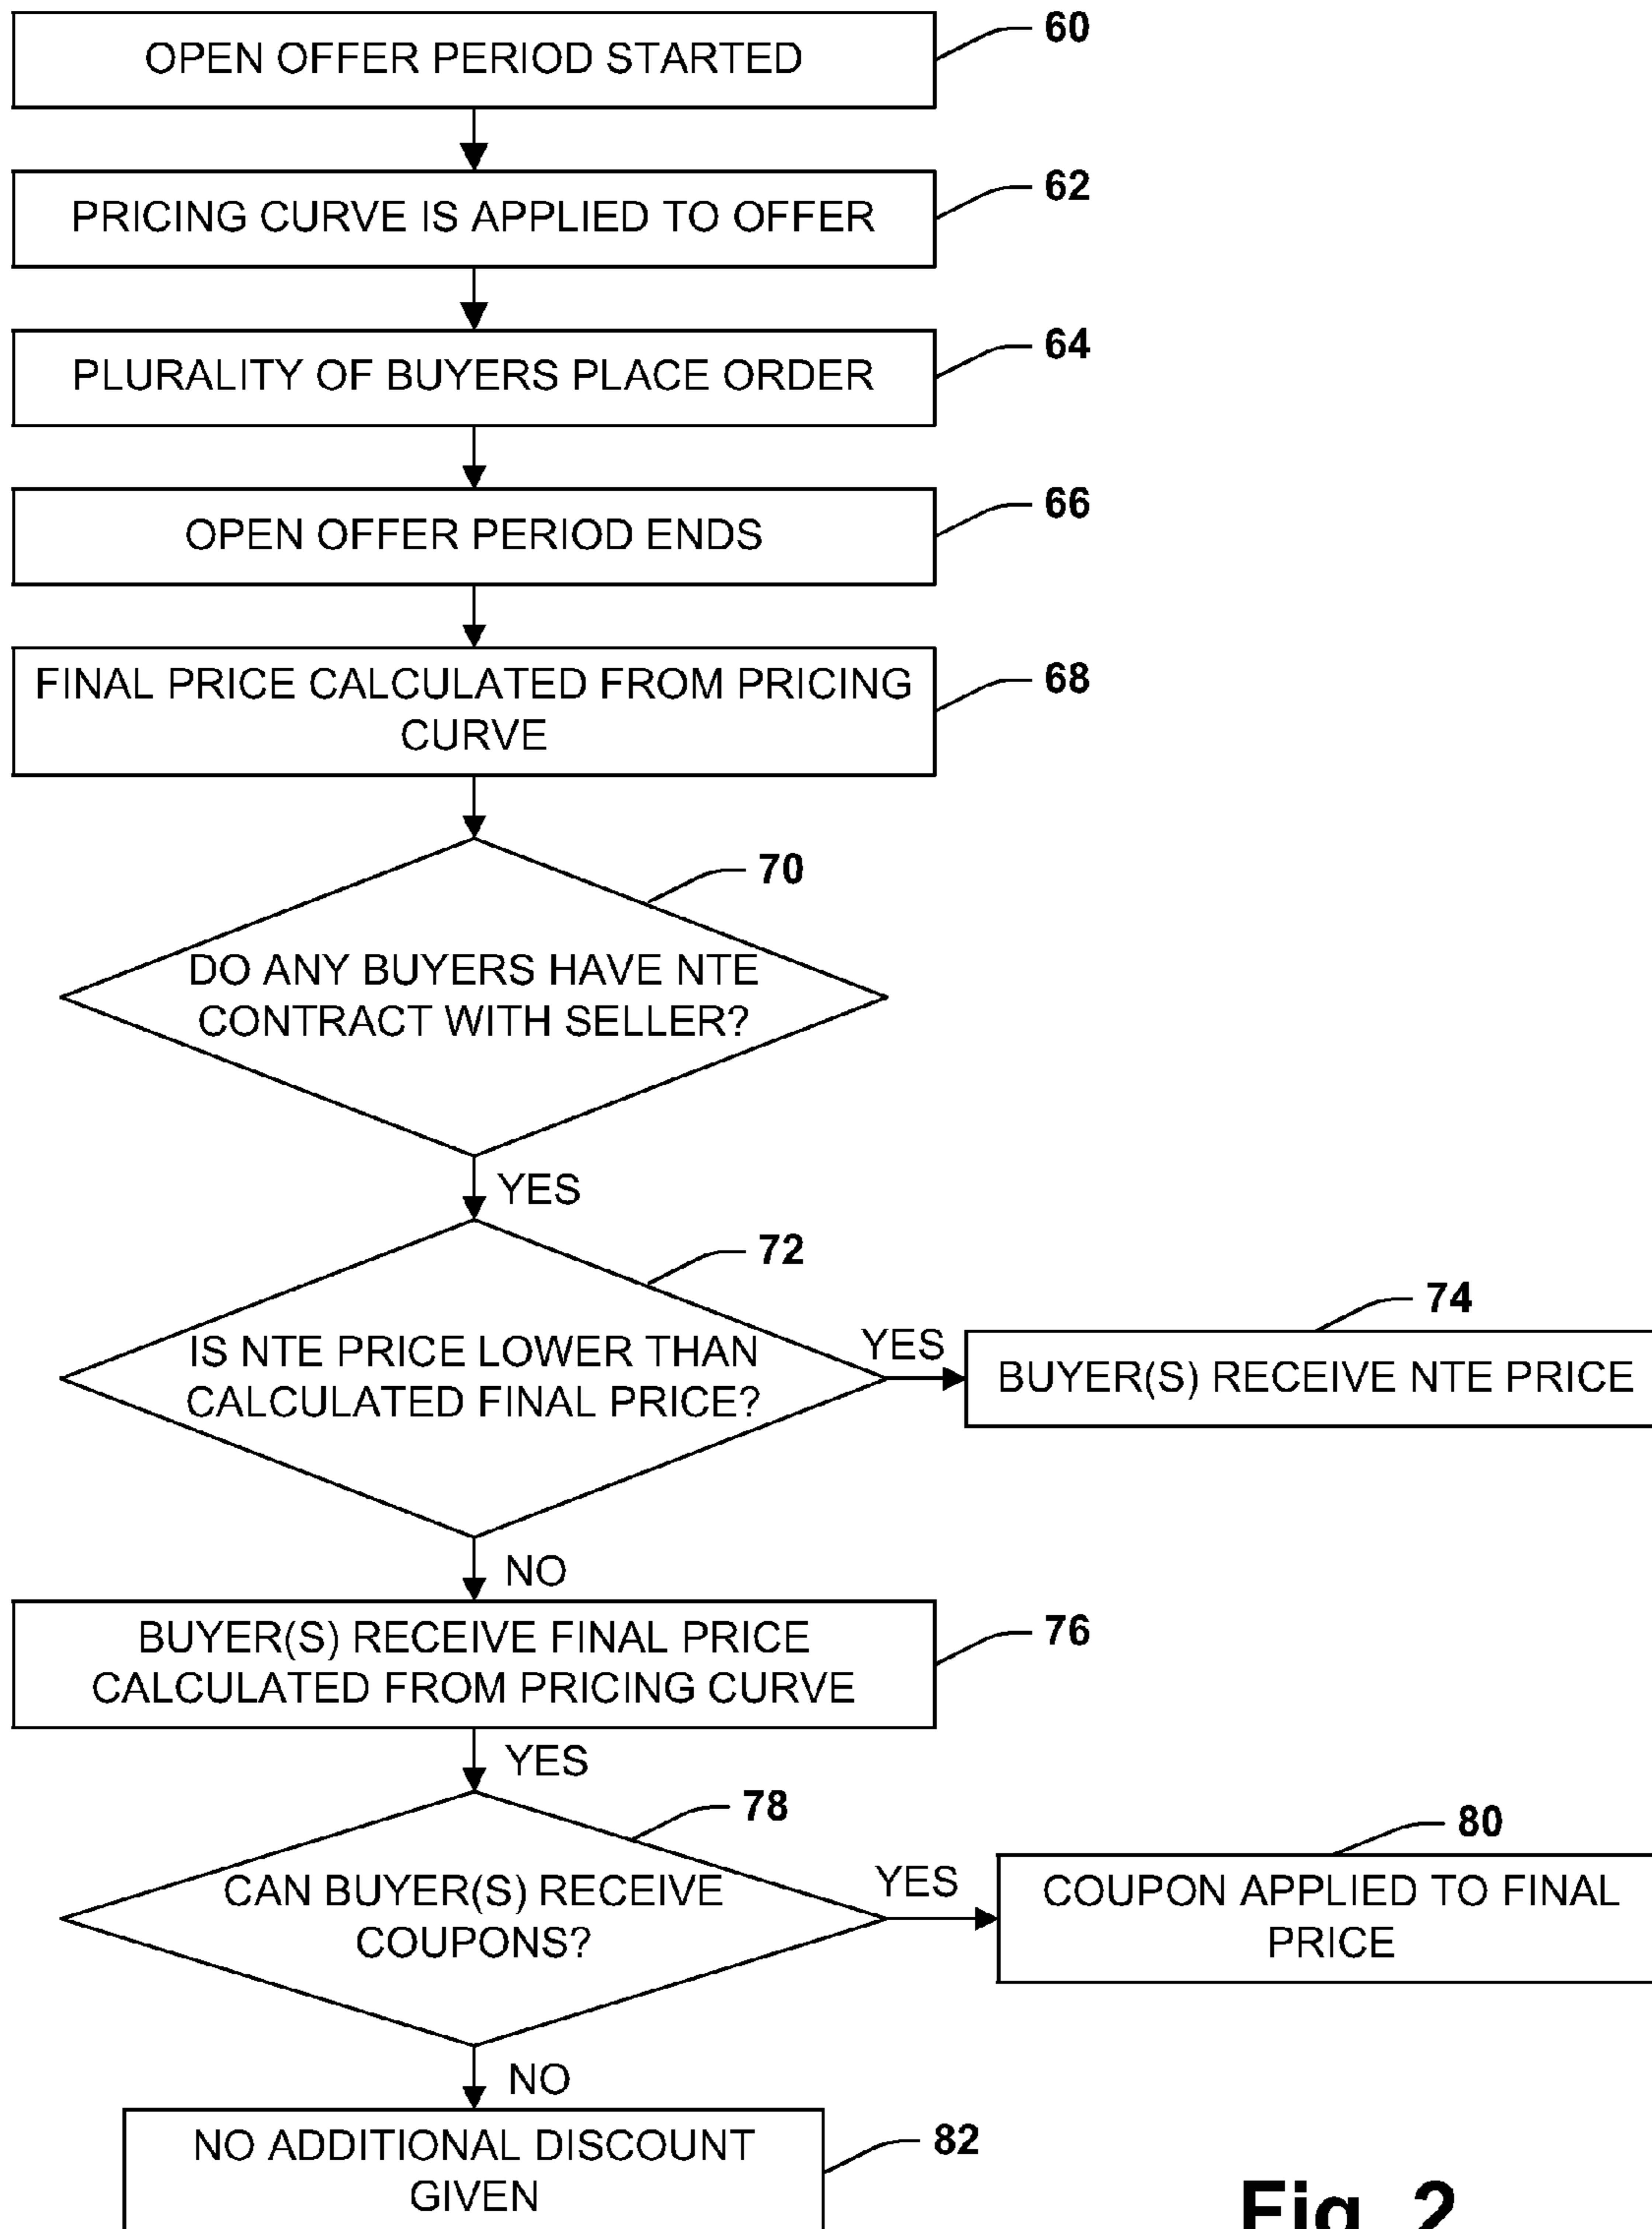 OPEN OFFER PERIOD STARTED
60
PRICING CURVE IS APPLIED TO OFFER
62
PLURALITY OF BUYERS PLACE ORDER
64
OPEN OFFER PERIOD ENDS
66
FINAL PRICE CALCULATED FROM PRICING
CURVE
68
70
DO ANY BUYERS HAVE NTE
CONTRACT WITH SELLER?
YES
72
IS NTE PRICE LOWER THAN
CALCULATED FINAL PRICE?
YES
74
BUYER(S) RECEIVE NTE PRICE
NO
BUYER(S) RECEIVE FINAL PRICE
CALCULATED FROM PRICING CURVE
76
YES
78
CAN BUYER(S) RECEIVE
COUPONS?
YES
80
COUPON APPLIED TO FINAL
PRICE
NO
NO ADDITIONAL DISCOUNT
GIVEN
82
Fig. 2